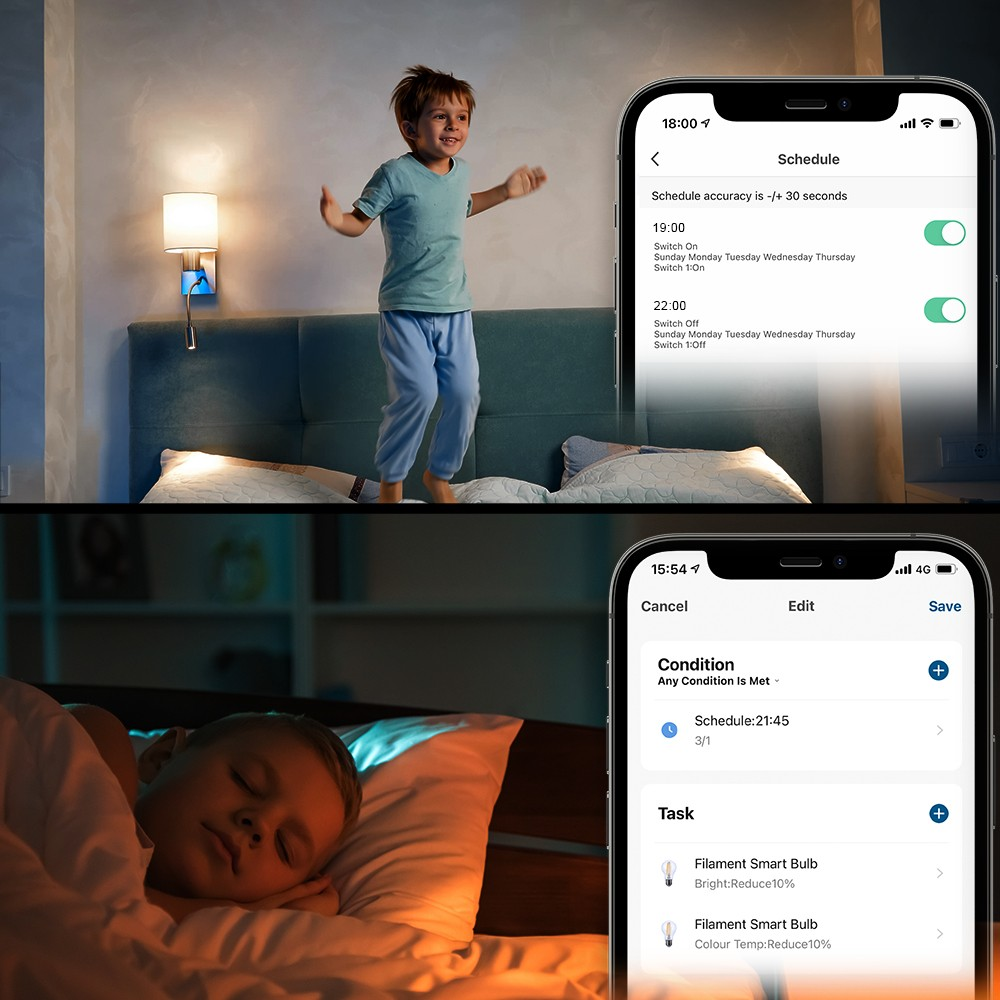 18:00
Schedule
Schedule accuracy is -/+ 30 seconds
19:00
Switch On
Sunday Monday Tuesday Wednesday Thursday
Switch 1:On
22:00
Switch Off
Sunday Monday Tuesday Wednesday Thursday
Switch 1:Off
15:54 4G
Cancel Edit Save
Condition
Any Condition Is Met
Schedule:21:45
3/1
Task
Filament Smart Bulb
Bright:Reduce10%
Filament Smart Bulb
Colour Temp:Reduce10%